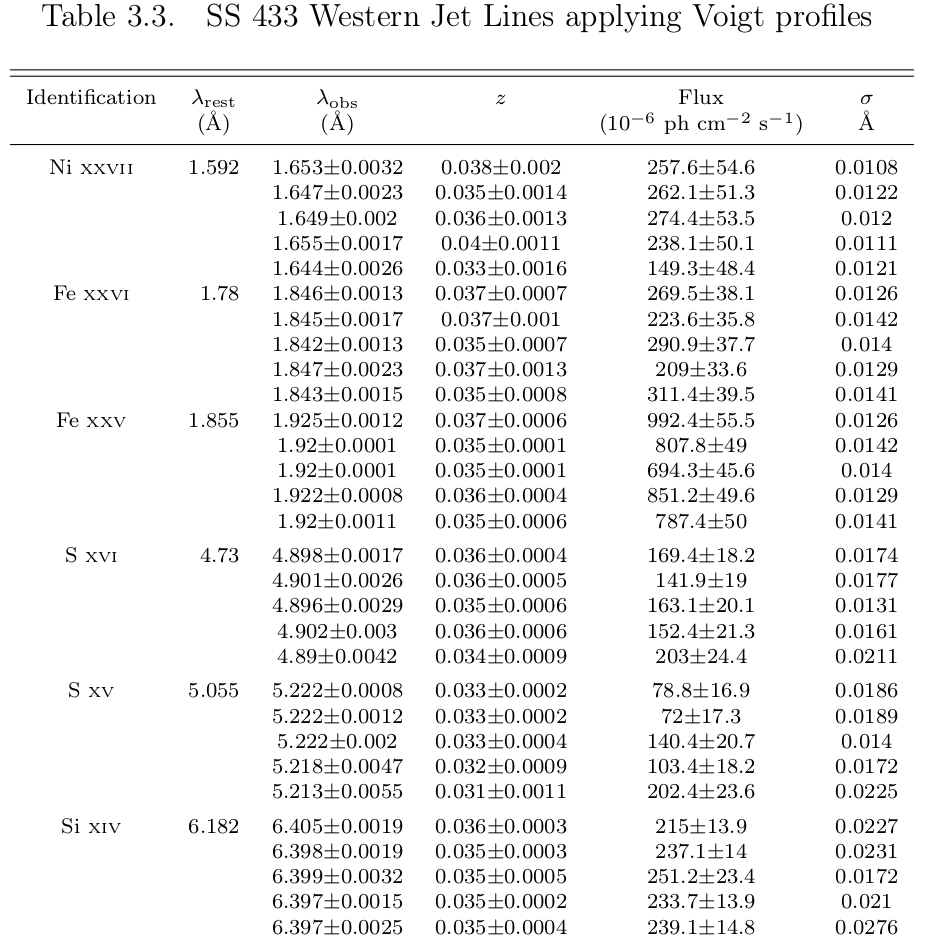 Table 3.3. SS 433 Western Jet Lines applying Voigt profiles
Identification λrest λobs z Flux σ
(Å) (Å) (10−6 ph cm−2 s−1) Å
Ni XXVII 1.592 1.653±0.0032 0.038±0.002 257.6±54.6 0.0108
1.647±0.0023 0.035±0.0014 262.1±51.3 0.0122
1.649±0.002 0.036±0.0013 274.4±53.5 0.012
1.655±0.0017 0.04±0.0011 238.1±50.1 0.0111
1.644±0.0026 0.033±0.0016 149.3±48.4 0.0121
Fe XXVI 1.78 1.846±0.0013 0.037±0.0007 269.5±38.1 0.0126
1.845±0.0017 0.037±0.001 223.6±35.8 0.0142
1.842±0.0013 0.035±0.0007 290.9±37.7 0.014
1.847±0.0023 0.037±0.0013 209±33.6 0.0129
1.843±0.0015 0.035±0.0008 311.4±39.5 0.0141
Fe XXV 1.855 1.925±0.0012 0.037±0.0006 992.4±55.5 0.0126
1.92±0.0001 0.035±0.0001 807.8±49 0.0142
1.92±0.0001 0.035±0.0001 694.3±45.6 0.014
1.922±0.0008 0.036±0.0004 851.2±49.6 0.0129
1.92±0.0011 0.035±0.0006 787.4±50 0.0141
S XVI 4.73 4.898±0.0017 0.036±0.0004 169.4±18.2 0.0174
4.901±0.0026 0.036±0.0005 141.9±19 0.0177
4.896±0.0029 0.035±0.0006 163.1±20.1 0.0131
4.902±0.003 0.036±0.0006 152.4±21.3 0.0161
4.89±0.0042 0.034±0.0009 203±24.4 0.0211
S XV 5.055 5.222±0.0008 0.033±0.0002 78.8±16.9 0.0186
5.222±0.0012 0.033±0.0002 72±17.3 0.0189
5.222±0.002 0.033±0.0004 140.4±20.7 0.014
5.218±0.0047 0.032±0.0009 103.4±18.2 0.0172
5.213±0.0055 0.031±0.0011 202.4±23.6 0.0225
Si XIV 6.182 6.405±0.0019 0.036±0.0003 215±13.9 0.0227
6.398±0.0019 0.035±0.0003 237.1±14 0.0231
6.399±0.0032 0.035±0.0005 251.2±23.4 0.0172
6.397±0.0015 0.035±0.0002 233.7±13.9 0.021
6.397±0.0025 0.035±0.0004 239.1±14.8 0.0276